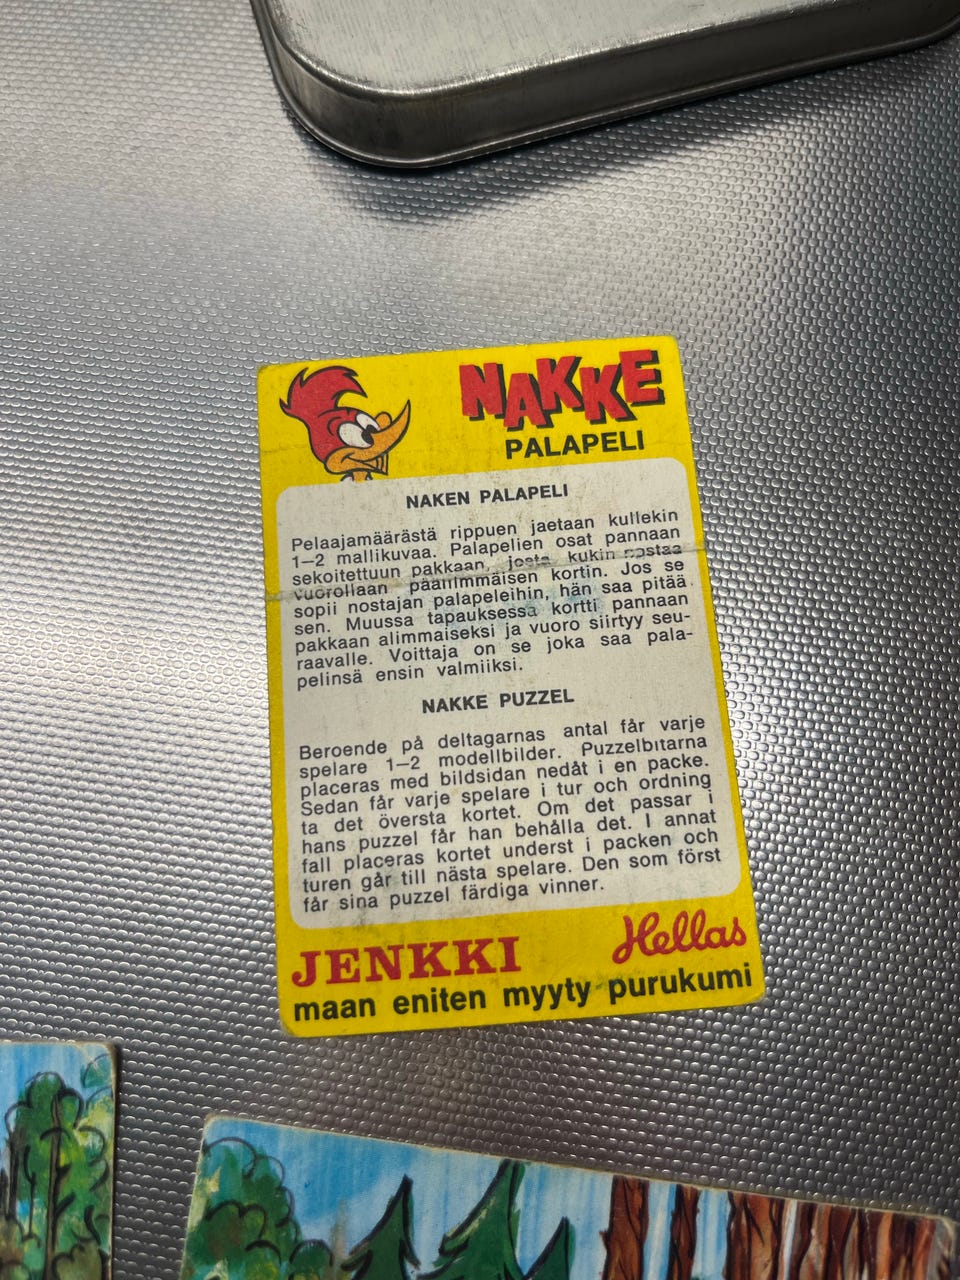 NAKKE
PALAPELI
NAKEN PALAPELI
Pelaajamäärästä rippuen jaetaan kullekin
1–2 mallikuvaa. Palapelien osat pannaan
sekoitettuun pakkaan, josta kukin nostaa
vuorollaan päällimmäisen kortin. Jos se
sopii nostajan palapeleihin, hän saa pitää
sen. Muussa tapauksessa kortti pannaan
pakkaan alimmaiseksi ja vuoro siirtyy seu-
raavalle. Voittaja on se joka saa pala-
pelinsä ensin valmiiksi.
NAKKE PUZZEL
Beroende på deltagarnas antal får varje
spelare 1–2 modellbilder. Puzzelbitarna
placeras med bildsidan nedåt i en packe.
Sedan får varje spelare i tur och ordning
ta det översta kortet. Om det passar i
hans puzzel får han behålla det. I annat
fall placeras kortet underst i packen och
turen går till nästa spelare. Den som först
får sina puzzel färdiga vinner.
JENKKI Hellas
maan eniten myyty purukumi